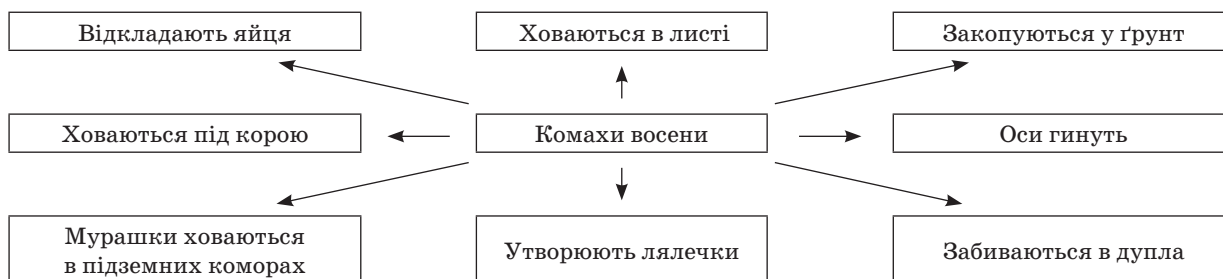 Відкладають яйця
Ховаються в листі
Закопуються у ґрунт
Ховаються під корою
Комахи восени
Оси гинуть
Мурашки ховаються
в підземних коморах
Утворюють лялечки
Забиваються в дупла